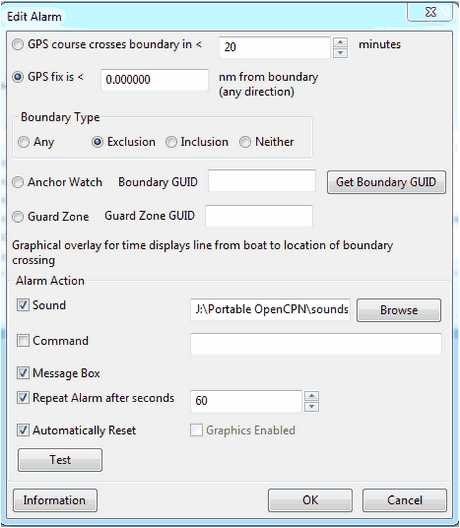 Edit Alarm
GPS course crosses boundary in < 20 minutes
GPS fix is < 0.000000 nm from boundary
(any direction)
Boundary Type
Any Exclusion Inclusion Neither
Anchor Watch Boundary GUID Get Boundary GUID
Guard Zone Guard Zone GUID
Graphical overlay for time displays line from boat to location of boundary
crossing
Alarm Action
Sound J:\Portable OpenCPN\sounds Browse
Command
Message Box
Repeat Alarm after seconds 60
Automatically Reset Graphics Enabled
Test
Information OK Cancel